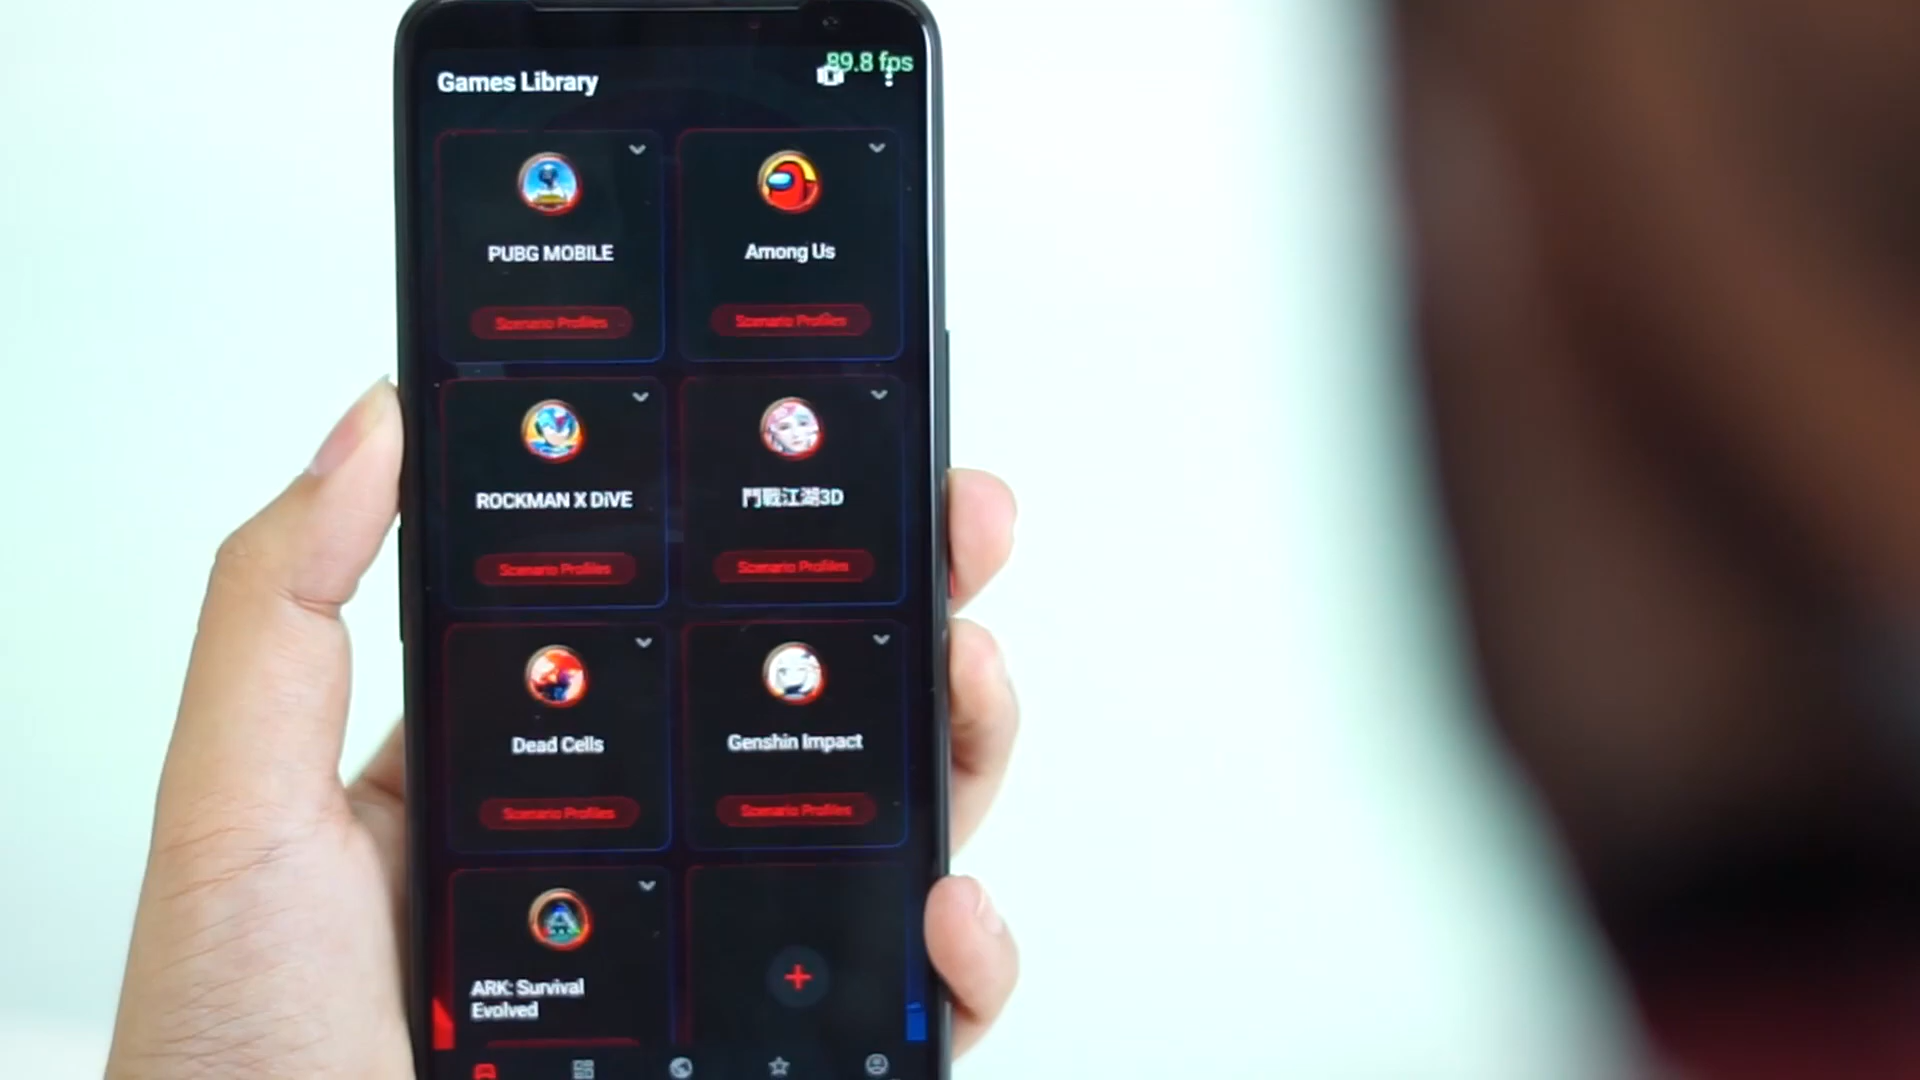 89.8 fps
Games Library
PUBG MOBILE
Among Us
Scenario Profiles
Scenario Profiles
ROCKMAN X DiVE
鬥戰江湖3D
Scenario Profiles
Scenario Profiles
Dead Cells
Genshin Impact
Scenario Profiles
Scenario Profiles
ARK: Survival
Evolved